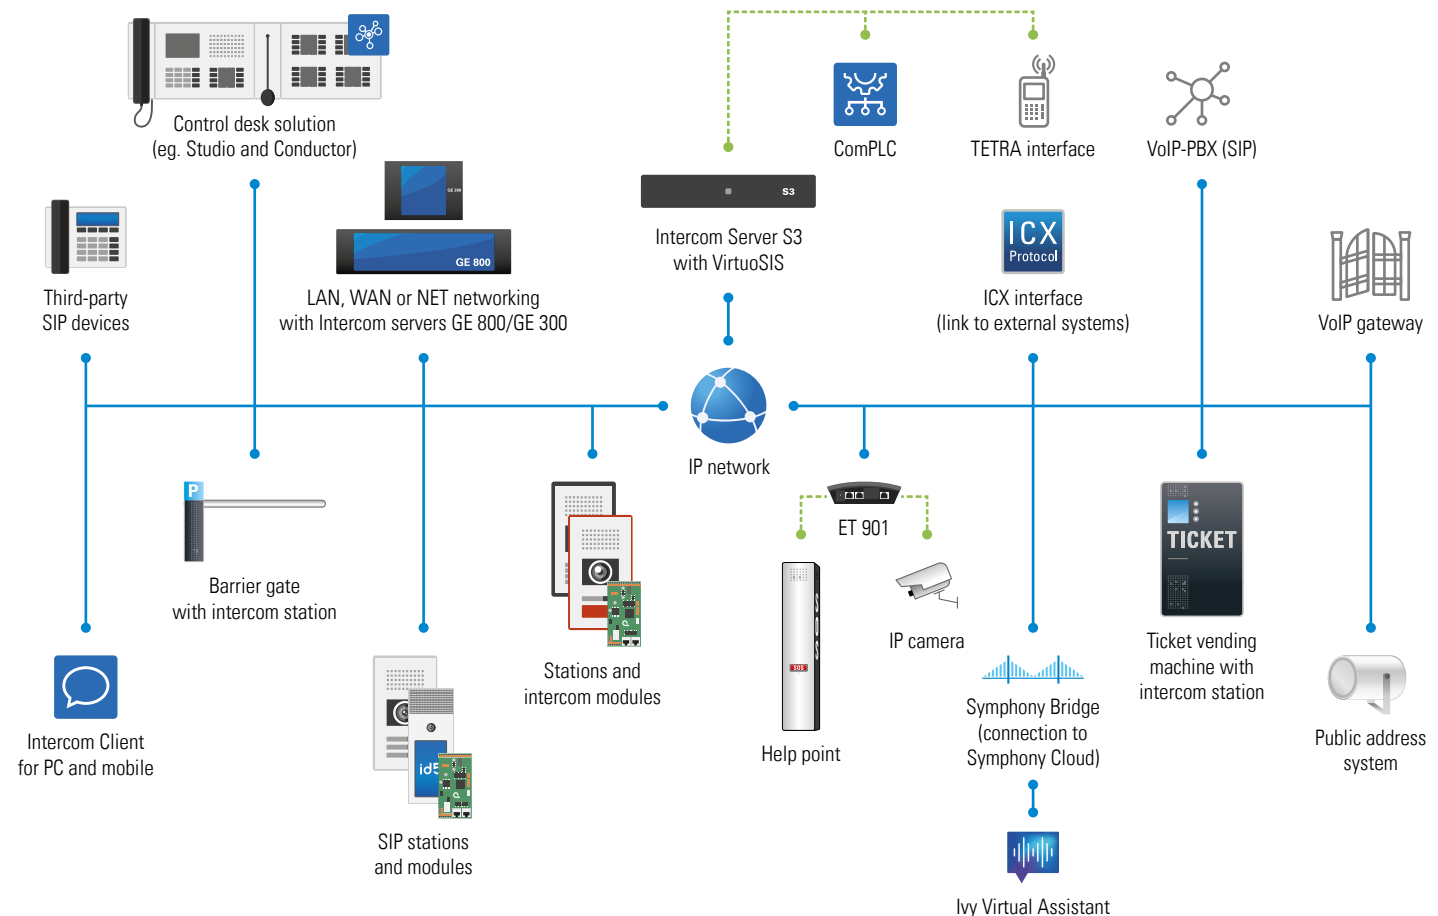 Control desk solution
(eg. Studio and Conductor)
ComPLC
TETRA interface
VoIP-PBX (SIP)
GE 300
S3
GE 800
Intercom Server S3
with VirtuoSIS
ICX
Protocol
Third-party
SIP devices
LAN, WAN or NET networking
with Intercom servers GE 800/GE 300
ICX interface
(link to external systems)
VoIP gateway
IP network
P
ET 901
TICKET
Barrier gate
with intercom station
SOS
SOS
IP camera
Stations and
intercom modules
Ticket vending
machine with
intercom station
Symphony Bridge
(connection to
Symphony Cloud)
Help point
Intercom Client
for PC and mobile
id5
Public address
system
SIP stations
and modules
Ivy Virtual Assistant